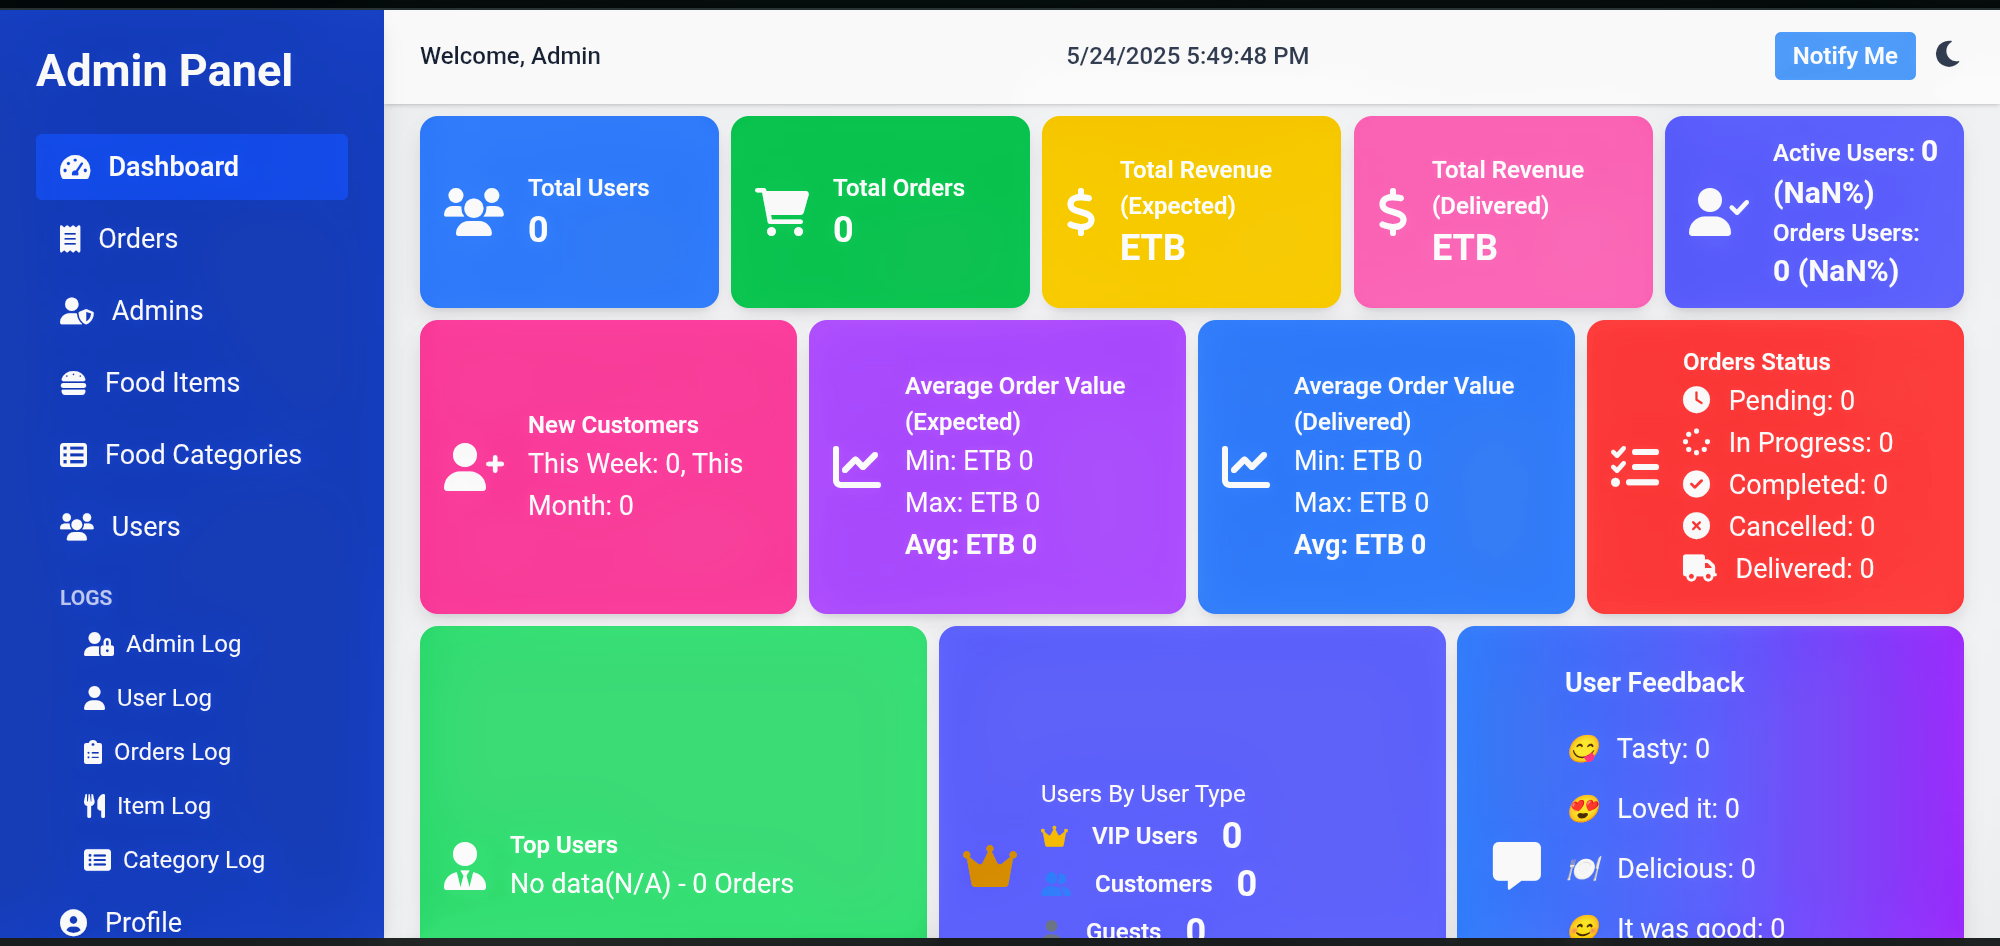 Admin Panel
Dashboard
Orders
Admins
Food Items
Food Categories
Users
LOGS
Admin Log
User Log
Orders Log
Item Log
Category Log
Profile
Welcome, Admin
5/24/2025 5:49:48 PM
Notify Me
Total Users
0
Total Orders
0
Total Revenue
(Expected)
ETB
Total Revenue
(Delivered)
ETB
Active Users: 0
(NaN%)
Orders Users:
0 (NaN%)
New Customers
This Week: 0, This
Month: 0
Average Order Value
(Expected)
Min: ETB 0
Max: ETB 0
Avg: ETB 0
Average Order Value
(Delivered)
Min: ETB 0
Max: ETB 0
Avg: ETB 0
Orders Status
Pending: 0
In Progress: 0
Completed: 0
Cancelled: 0
Delivered: 0
Top Users
No data(N/A) - 0 Orders
Users By User Type
VIP Users 0
Customers 0
Guests 0
User Feedback
Tasty: 0
Loved it: 0
Delicious: 0
It was good: 0